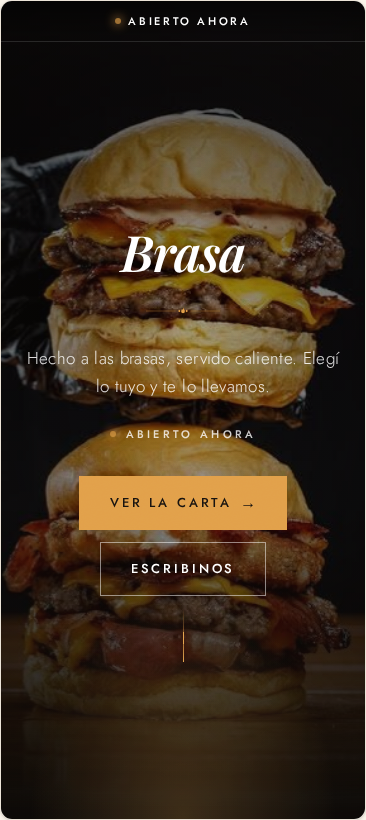 ABIERTO AHORA
Brasa
Hecho a las brasas, servido caliente. Elegí
lo tuyo y te lo llevamos.
ABIERTO AHORA
VER LA CARTA →
ESCRIBINOS